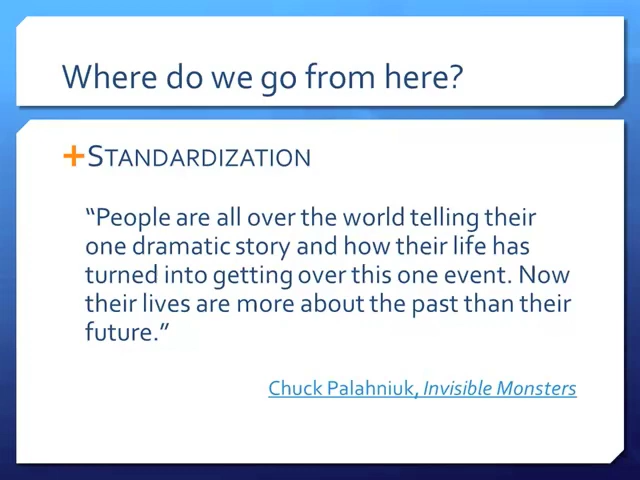 Where do we go from here?
+STANDARDIZATION
“People are all over the world telling their
one dramatic story and how their life has
turned into getting over this one event. Now
their lives are more about the past than their
future.”
Chuck Palahniuk, Invisible Monsters